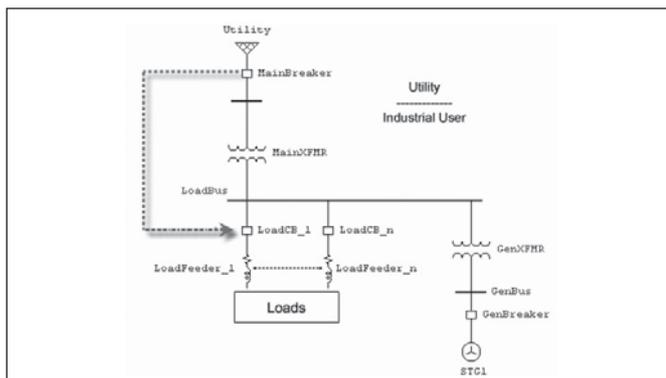 Utility
MainBreaker
Utility
Industrial User
MainXFMR
LoadBus
LoadCB_1
LoadCB_n
GenXFMR
LoadFeeder_1
LoadFeeder_n
GenBus
Loads
GenBreaker
STG1